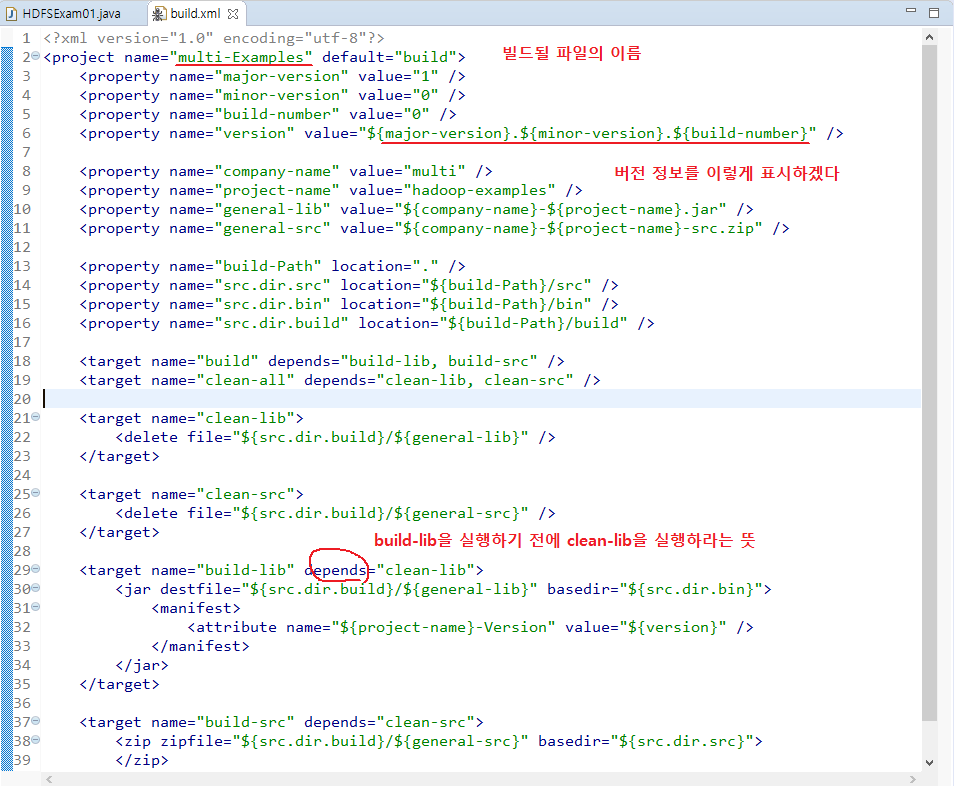 HDFSExam01.java build.xml
1 <?xml version="1.0" encoding="utf-8"?>
2 <project name="multi-Examples" default="build"> 빌드될 파일의 이름
3 <property name="major-version" value="1" />
4 <property name="minor-version" value="0" />
5 <property name="build-number" value="0" />
6 <property name="version" value="${major-version}.${minor-version}.${build-number}" />
7
8 <property name="company-name" value="multi" /> 버전 정보를 이렇게 표시하겠다
9 <property name="project-name" value="hadoop-examples" />
10 <property name="general-lib" value="${company-name}-${project-name}.jar" />
11 <property name="general-src" value="${company-name}-${project-name}-src.zip" />
12
13 <property name="build-Path" location="." />
14 <property name="src.dir.src" location="${build-Path}/src" />
15 <property name="src.dir.bin" location="${build-Path}/bin" />
16 <property name="src.dir.build" location="${build-Path}/build" />
17
18 <target name="build" depends="build-lib, build-src" />
19 <target name="clean-all" depends="clean-lib, clean-src" />
20
21 <target name="clean-lib">
22 <delete file="${src.dir.build}/${general-lib}" />
23 </target>
24
25 <target name="clean-src">
26 <delete file="${src.dir.build}/${general-src}" />
27 </target>
build-lib을 실행하기 전에 clean-lib을 실행하라는 뜻
28
29 <target name="build-lib" depends="clean-lib">
30 <jar destfile="${src.dir.build}/${general-lib}" basedir="${src.dir.bin}">
31 <manifest>
32 <attribute name="${project-name}-Version" value="${version}" />
33 </manifest>
34 </jar>
35 </target>
36
37 <target name="build-src" depends="clean-src">
38 <zip zipfile="${src.dir.build}/${general-src}" basedir="${src.dir.src}">
39 </zip>